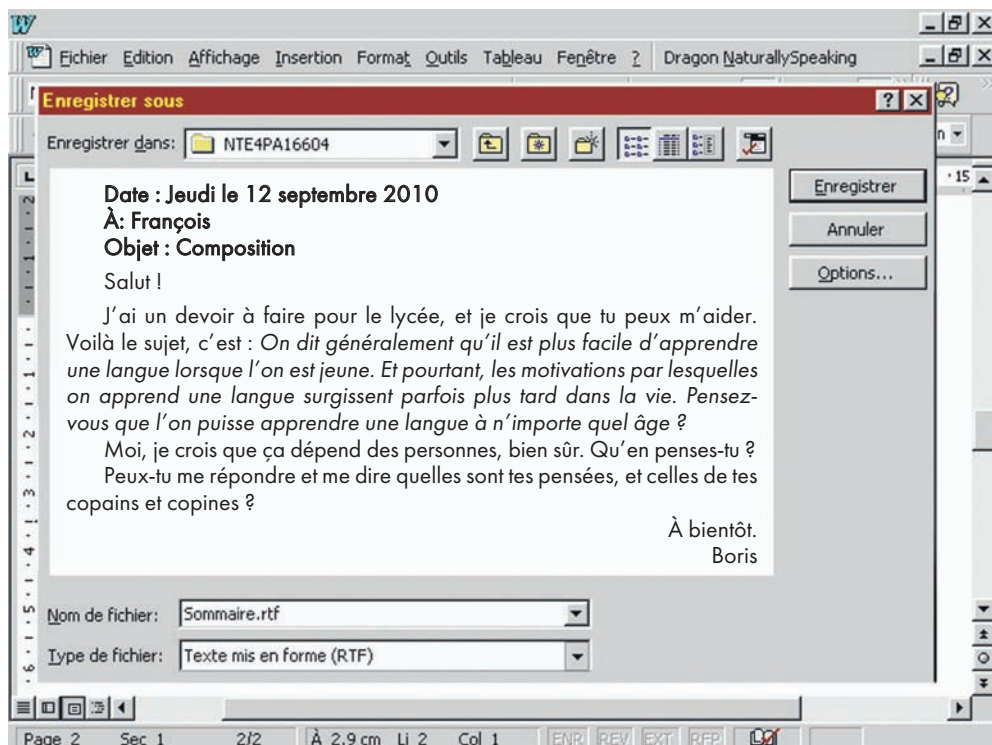 W
Fichier Edition Affichage Insertion Format Outils Tableau Fenêtre ? Dragon NaturallySpeaking
Enregistrer sous
Enregistrer dans: NTE4PA16604
Enregistrer
Annuler
Options...
Date : Jeudi le 12 septembre 2010
À: François
Objet : Composition
Salut !
J'ai un devoir à faire pour le lycée, et je crois que tu peux m'aider.
Voilà le sujet, c'est : On dit généralement qu'il est plus facile d'apprendre
une langue lorsque l'on est jeune. Et pourtant, les motivations par lesquelles
on apprend une langue surgissent parfois plus tard dans la vie. Pensez-
vous que l'on puisse apprendre une langue à n'importe quel âge ?
Moi, je crois que ça dépend des personnes, bien sûr. Qu'en penses-tu ?
Peux-tu me répondre et me dire quelles sont tes pensées, et celles de tes
copains et copines ?
À bientôt.
Boris
Nom de fichier: Sommaire.rtf
Type de fichier: Texte mis en forme (RTF)
Page 2 Sec 1 2/2 À 2,9 cm Li 2 Col 1 ENR REV EXT RFP